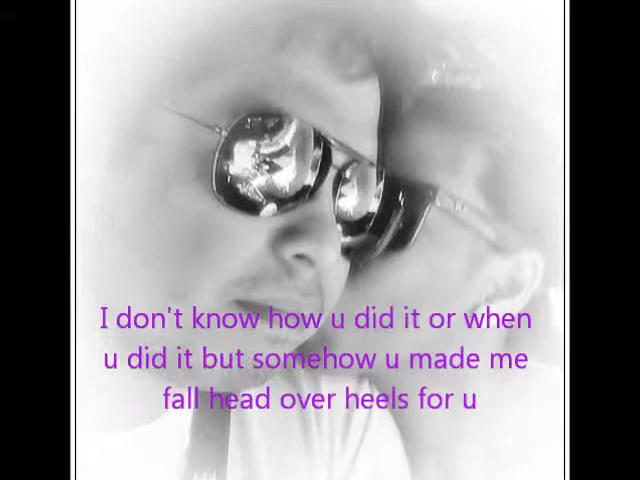 I don't know how u did it or when
u did it but somehow u made me
fall head over heels for u